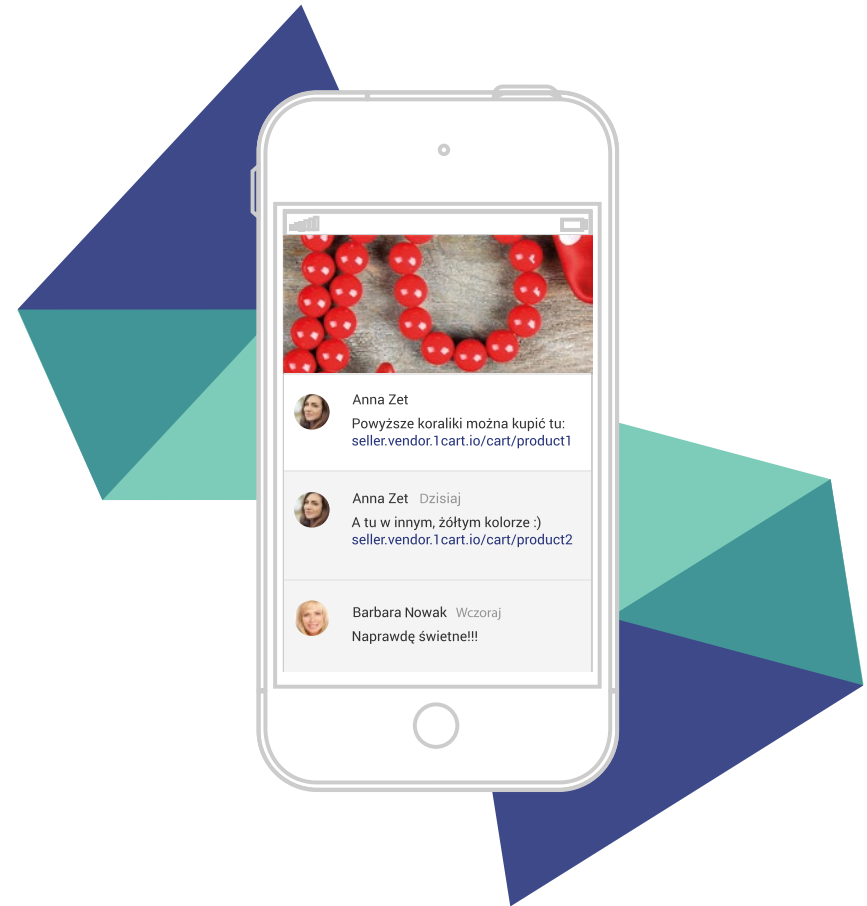 Anna Zet
Powyższe koraliki można kupić tu:
seller.vendor.1cart.io/cart/product1
Anna Zet Dzisiaj
A tu w innym, żółtym kolorze :)
seller.vendor.1cart.io/cart/product2
Barbara Nowak Wczoraj
Naprawdę świetne!!!